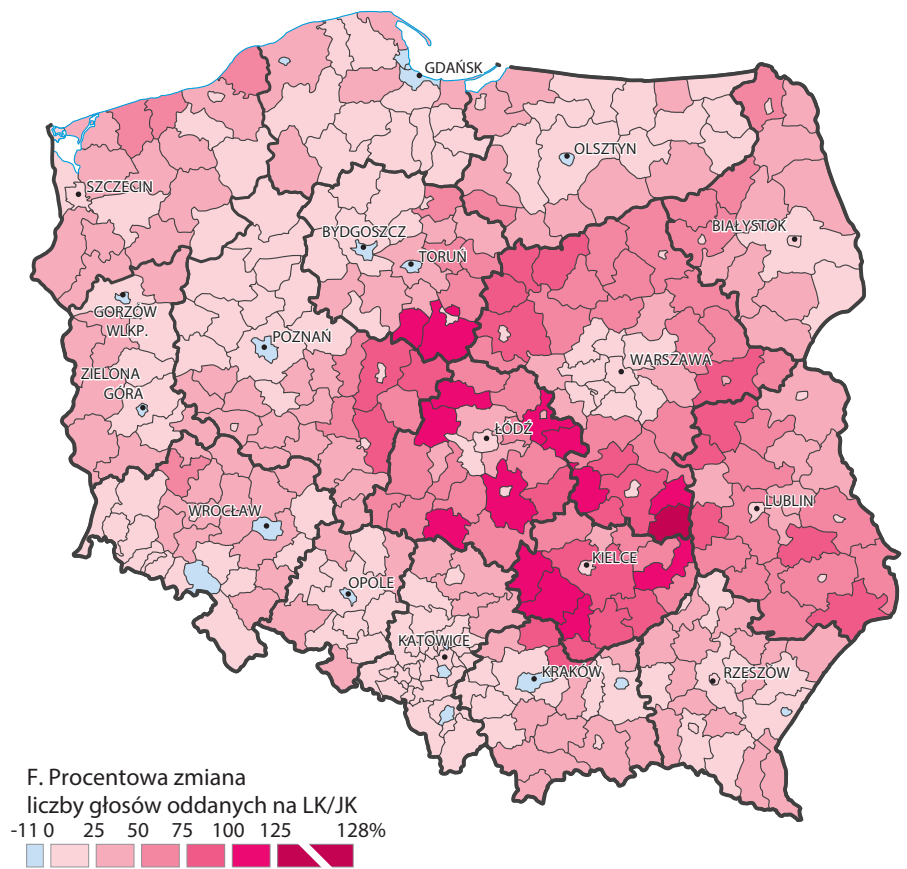 GDAŃSK
OLSZTYN
SZCZECIN
BIAŁYSTOK
BYDGOSZCZ
TORUŃ
GORZÓW
WLKP.
POZNAŃ
WARSZAWA
ZIELONA
GÓRA
ŁÓDŹ
WROCŁAW
LUBLIN
KIELCE
OPOLE
KATOWICE
KRAKÓW
RZESZÓW
F. Procentowa zmiana
liczby głosów oddanych na LK/JK
-11 0 25 50 75 100 125 128%